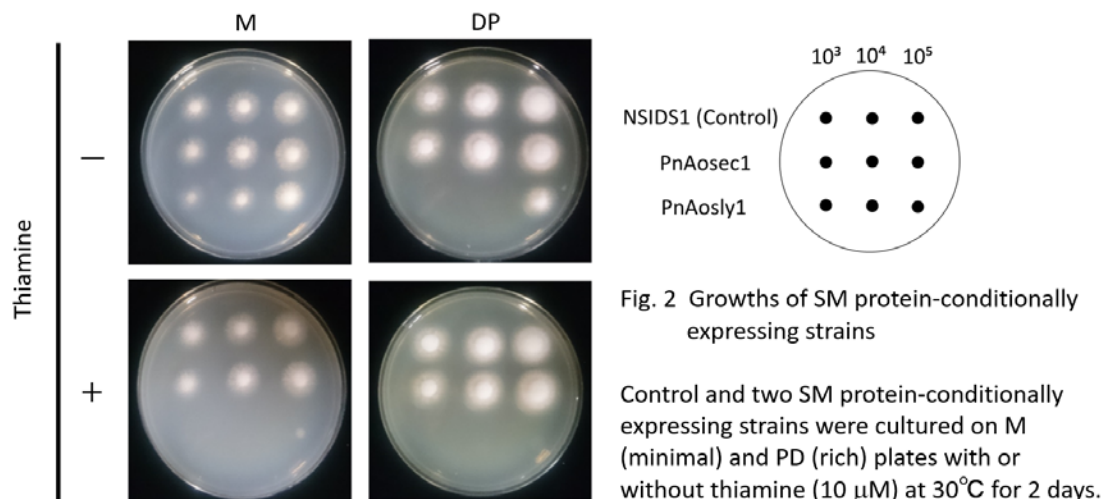 M DP
Thiamine
−
+
10³ 10⁴ 10⁵
NSIDS1 (Control)
PnAosec1
PnAosly1
Fig. 2 Growths of SM protein-conditionally
expressing strains
Control and two SM protein-conditionally
expressing strains were cultured on M
(minimal) and PD (rich) plates with or
without thiamine (10 μM) at 30℃ for 2 days.